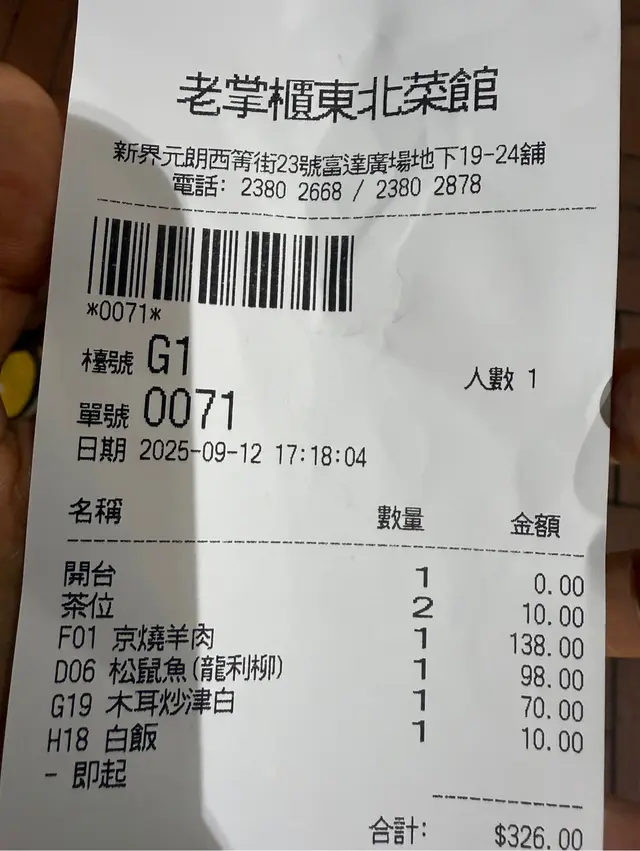 老掌櫃東北菜館
新界元朗西菁街23號富達廣場地下19-24舖
電話: 2380 2668 / 2380 2878
*0071*
檯號 G1
人數 1
單號 0071
日期 2025-09-12 17:18:04
名稱 數量 金額
開台 1 0.00
茶位 2 10.00
F01 京燒羊肉 1 138.00
D06 松鼠魚(龍利柳) 1 98.00
G19 木耳炒津白 1 70.00
H18 白飯 1 10.00
- 即起
合計: $326.00